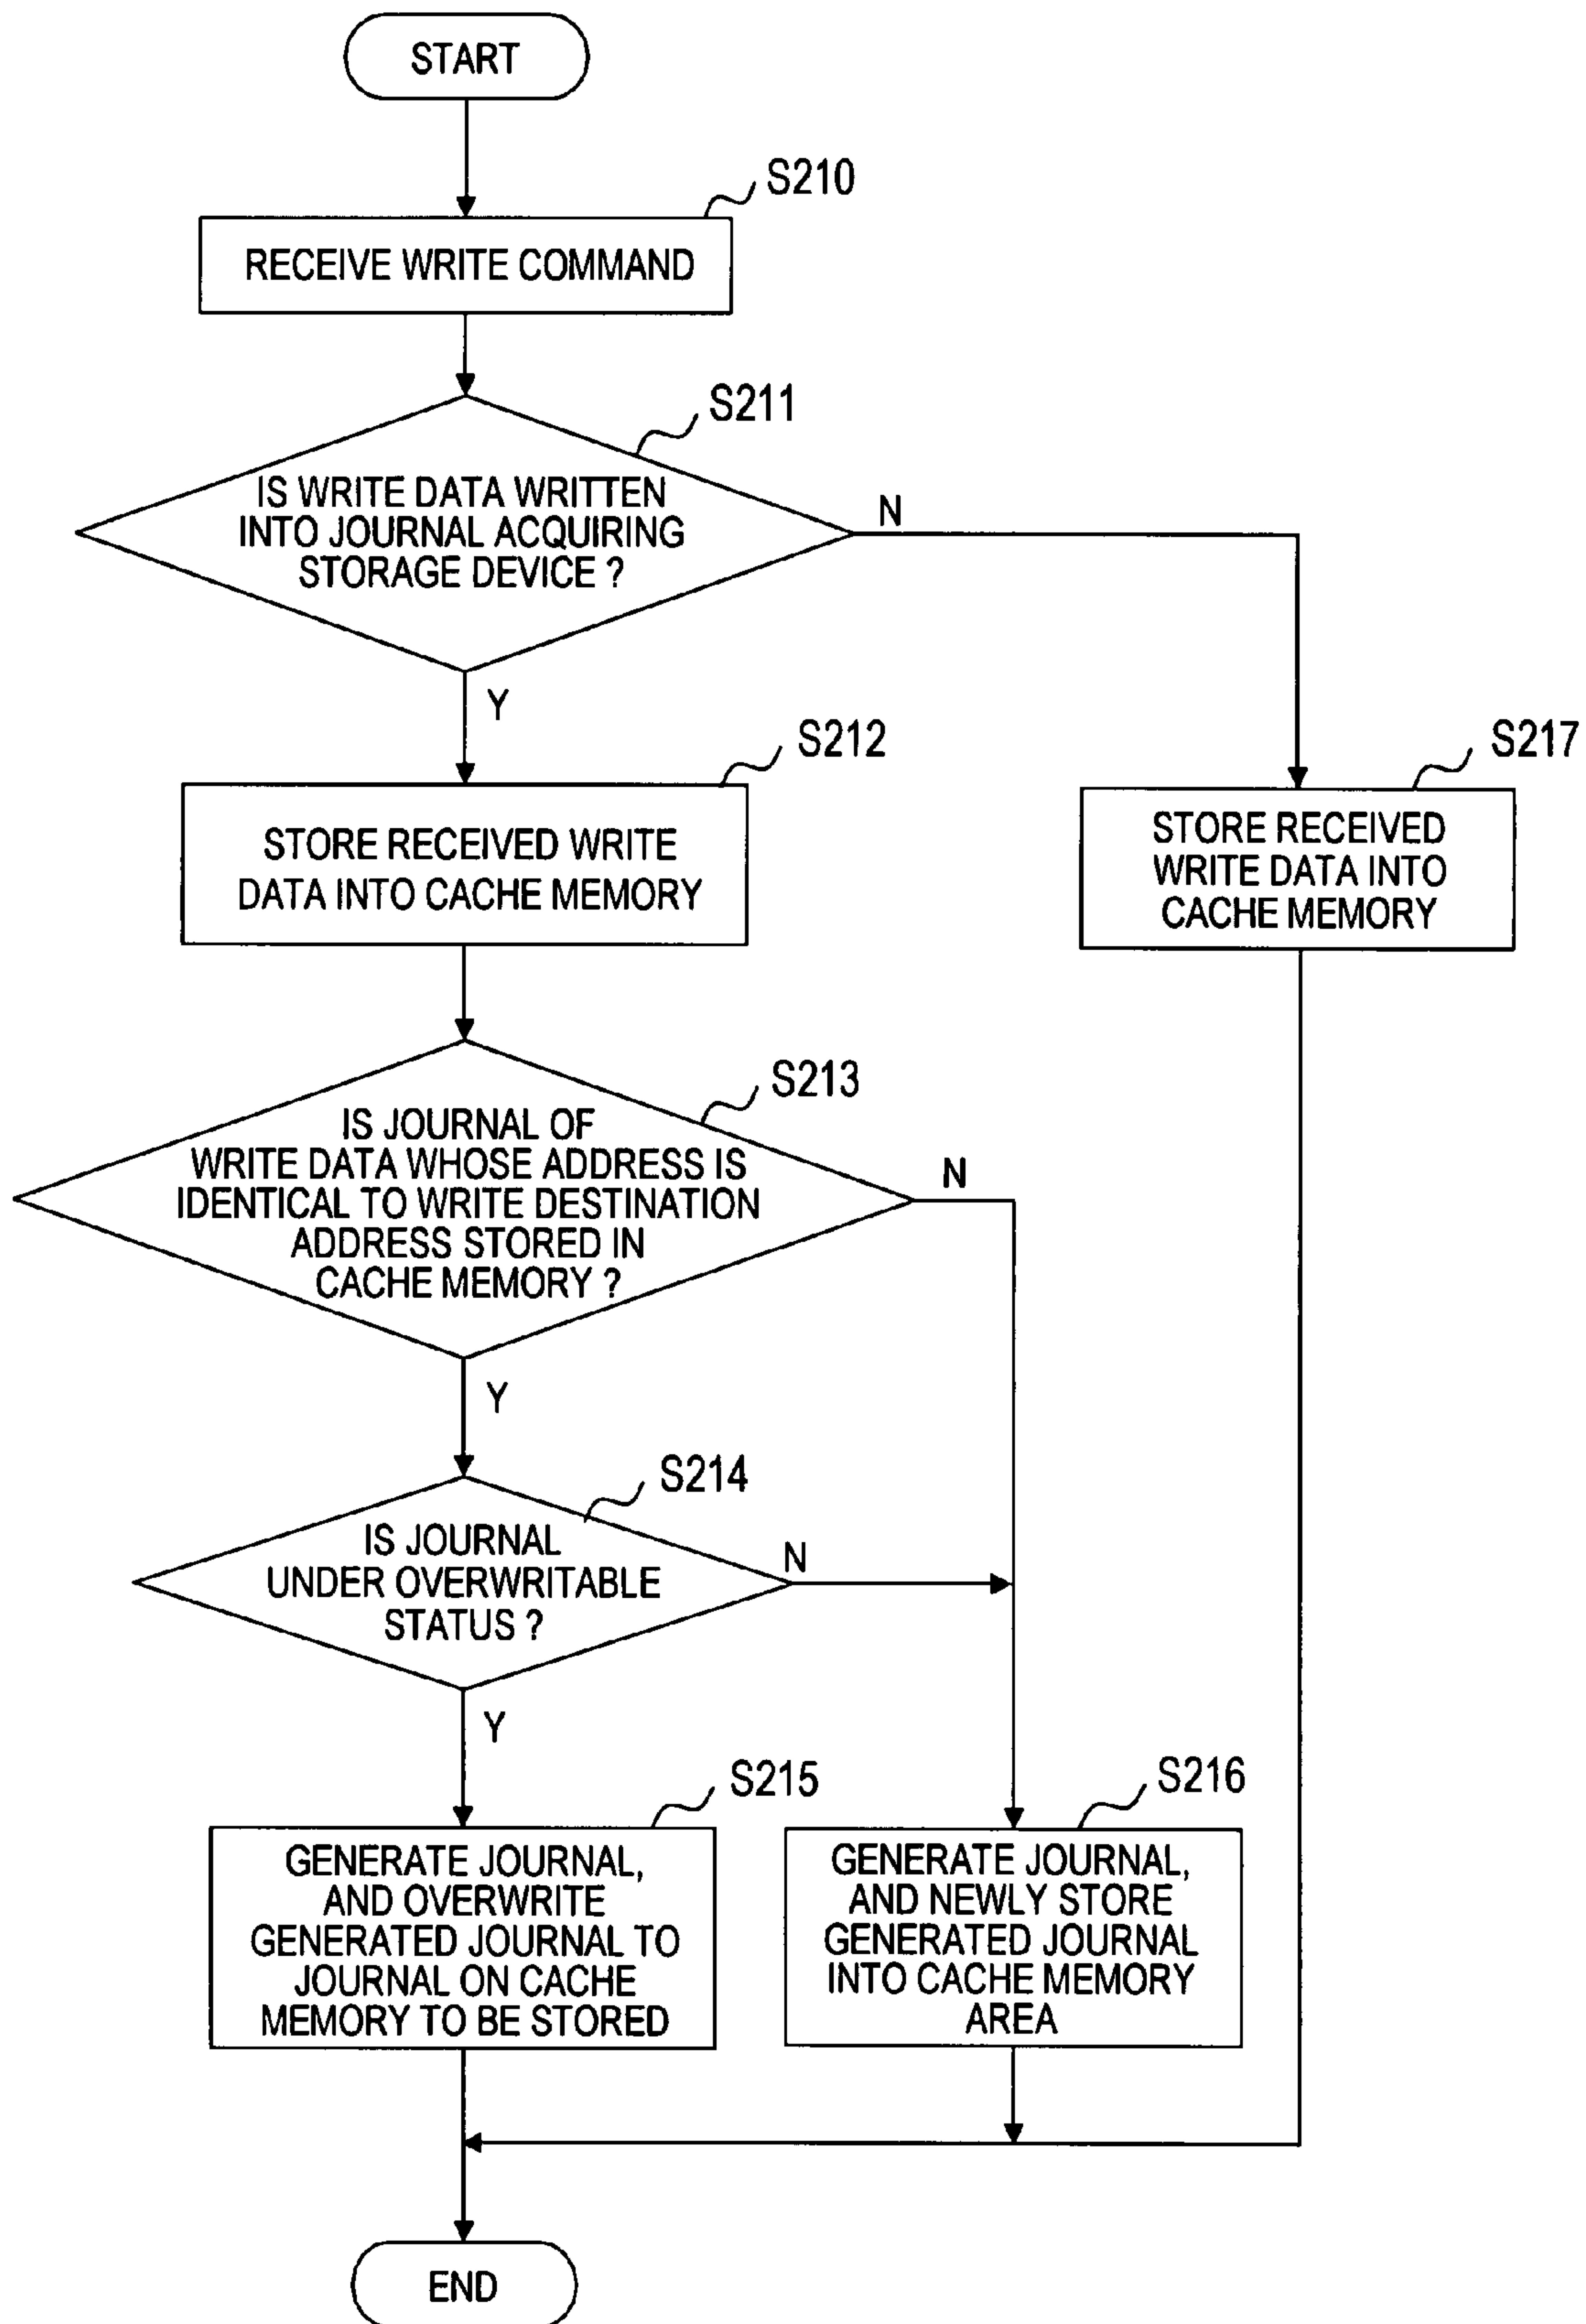 START
S210
RECEIVE WRITE COMMAND
S211
IS WRITE DATA WRITTEN
INTO JOURNAL ACQUIRING
STORAGE DEVICE ?
N
Y
S212
STORE RECEIVED WRITE
DATA INTO CACHE MEMORY
S217
STORE RECEIVED
WRITE DATA INTO
CACHE MEMORY
S213
IS JOURNAL OF
WRITE DATA WHOSE ADDRESS IS
IDENTICAL TO WRITE DESTINATION
ADDRESS STORED IN
CACHE MEMORY ?
N
Y
S214
IS JOURNAL
UNDER OVERWRITABLE
STATUS ?
N
Y
S215
GENERATE JOURNAL,
AND OVERWRITE
GENERATED JOURNAL TO
JOURNAL ON CACHE
MEMORY TO BE STORED
S216
GENERATE JOURNAL,
AND NEWLY STORE
GENERATED JOURNAL
INTO CACHE MEMORY
AREA
END